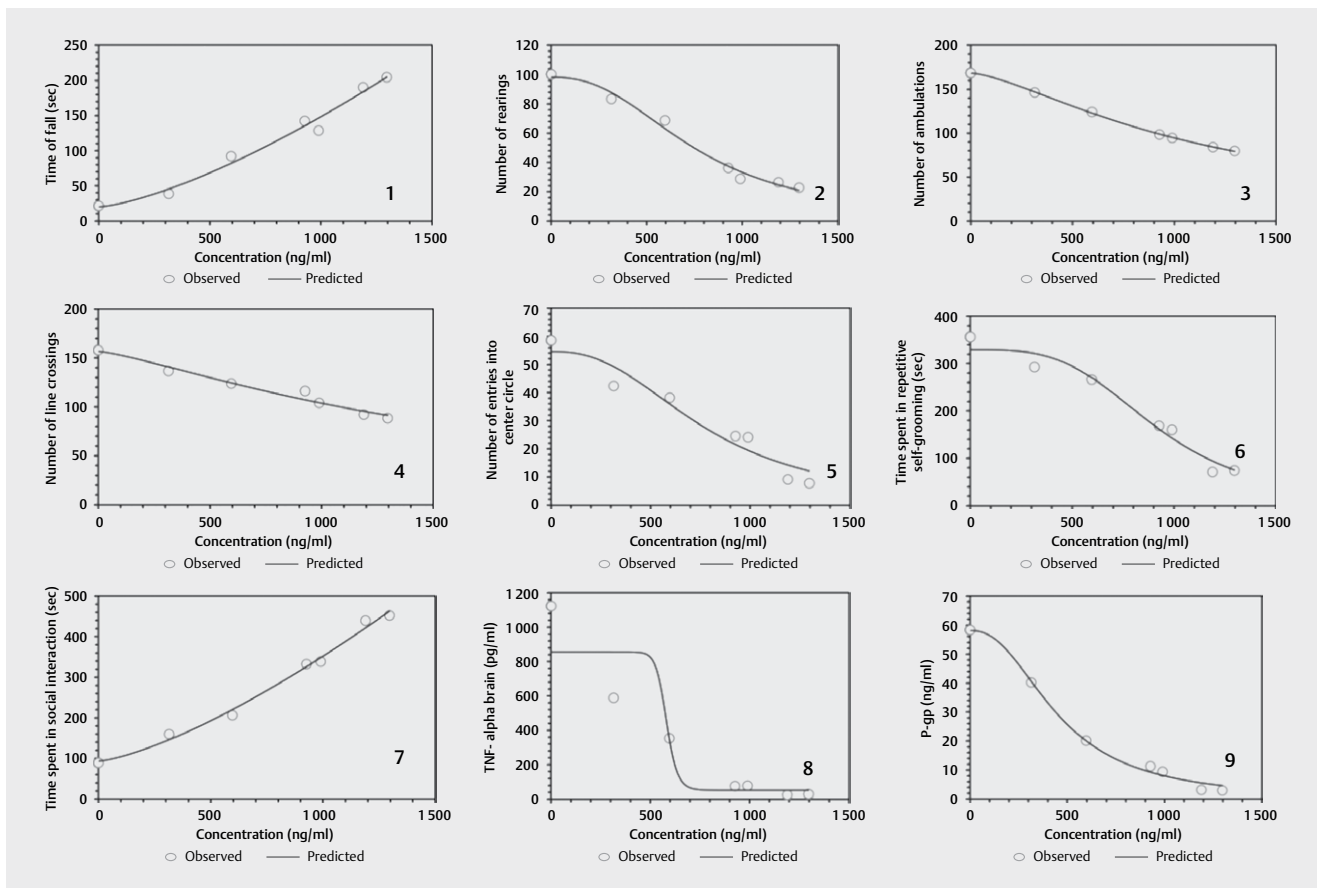 250
200
150
100
50
0
Time of fall (sec)
1
0
500
1 000
1 500
Concentration (ng/ml)
Observed
Predicted
120
100
80
60
40
20
0
Number of rearings
2
0
500
1 000
1 500
Concentration (ng/ml)
Observed
Predicted
200
150
100
50
0
Number of ambulations
3
0
500
1 000
1 500
Concentration (ng/ml)
Observed
Predicted
200
150
100
50
0
Number of line crossings
4
0
500
1 000
1 500
Concentration (ng/ml)
Observed
Predicted
70
60
50
40
30
20
10
0
Number of entries into
center circle
5
0
500
1 000
1 500
Concentration (ng/ml)
Observed
Predicted
400
300
200
100
0
Time spent in repetive
self-grooming (sec)
6
0
500
1 000
1 500
Concentration (ng/ml)
Observed
Predicted
500
400
300
200
100
0
Time spent in social interaction (sec)
7
0
500
1 000
1 500
Concentration (ng/ml)
Observed
Predicted
1 200
1 000
800
600
400
200
0
TNF- alpha brain (pg/ml)
8
0
500
1 000
1 500
Concentration (ng/ml)
Observed
Predicted
70
60
50
40
30
20
10
0
P-gp (ng/ml)
9
0
500
1 000
1 500
Concentration (ng/ml)
Observed
Predicted